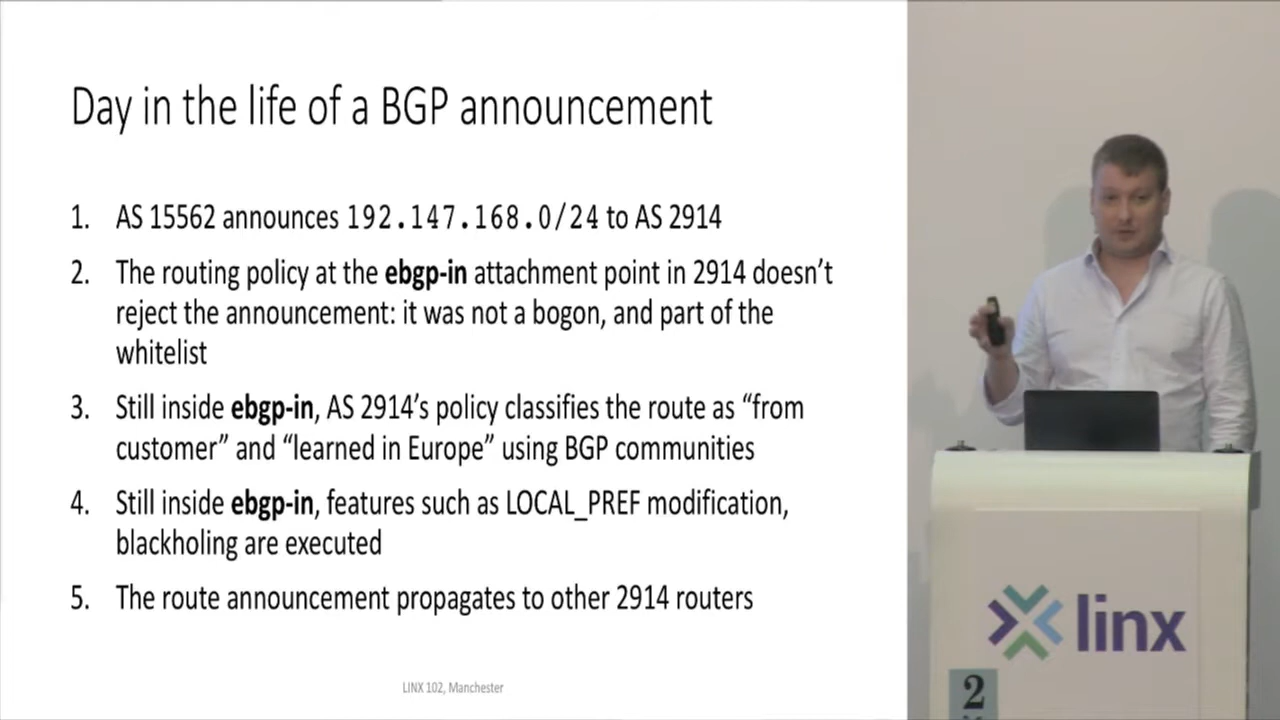 Day in the life of a BGP announcement
1. AS 15562 announces 192.147.168.0/24 to AS 2914
2. The routing policy at the ebgp-in attachment point in 2914 doesn't
reject the announcement: it was not a bogon, and part of the
whitelist
3. Still inside ebgp-in, AS 2914's policy classifies the route as “from
customer” and “learned in Europe” using BGP communities
4. Still inside ebgp-in, features such as LOCAL_PREF modification,
blackholing are executed
5. The route announcement propagates to other 2914 routers
LINX 102, Manchester
linx
2